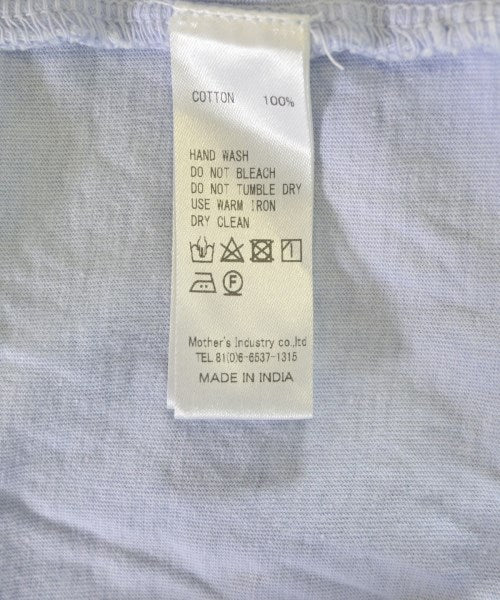 COTTON 100%
HAND WASH
DO NOT BLEACH
DO NOT TUMBLE DRY
USE WARM IRON
DRY CLEAN
F
Mother's Industry co.,ltd
TEL 81(0)6-6537-1315
MADE IN INDIA